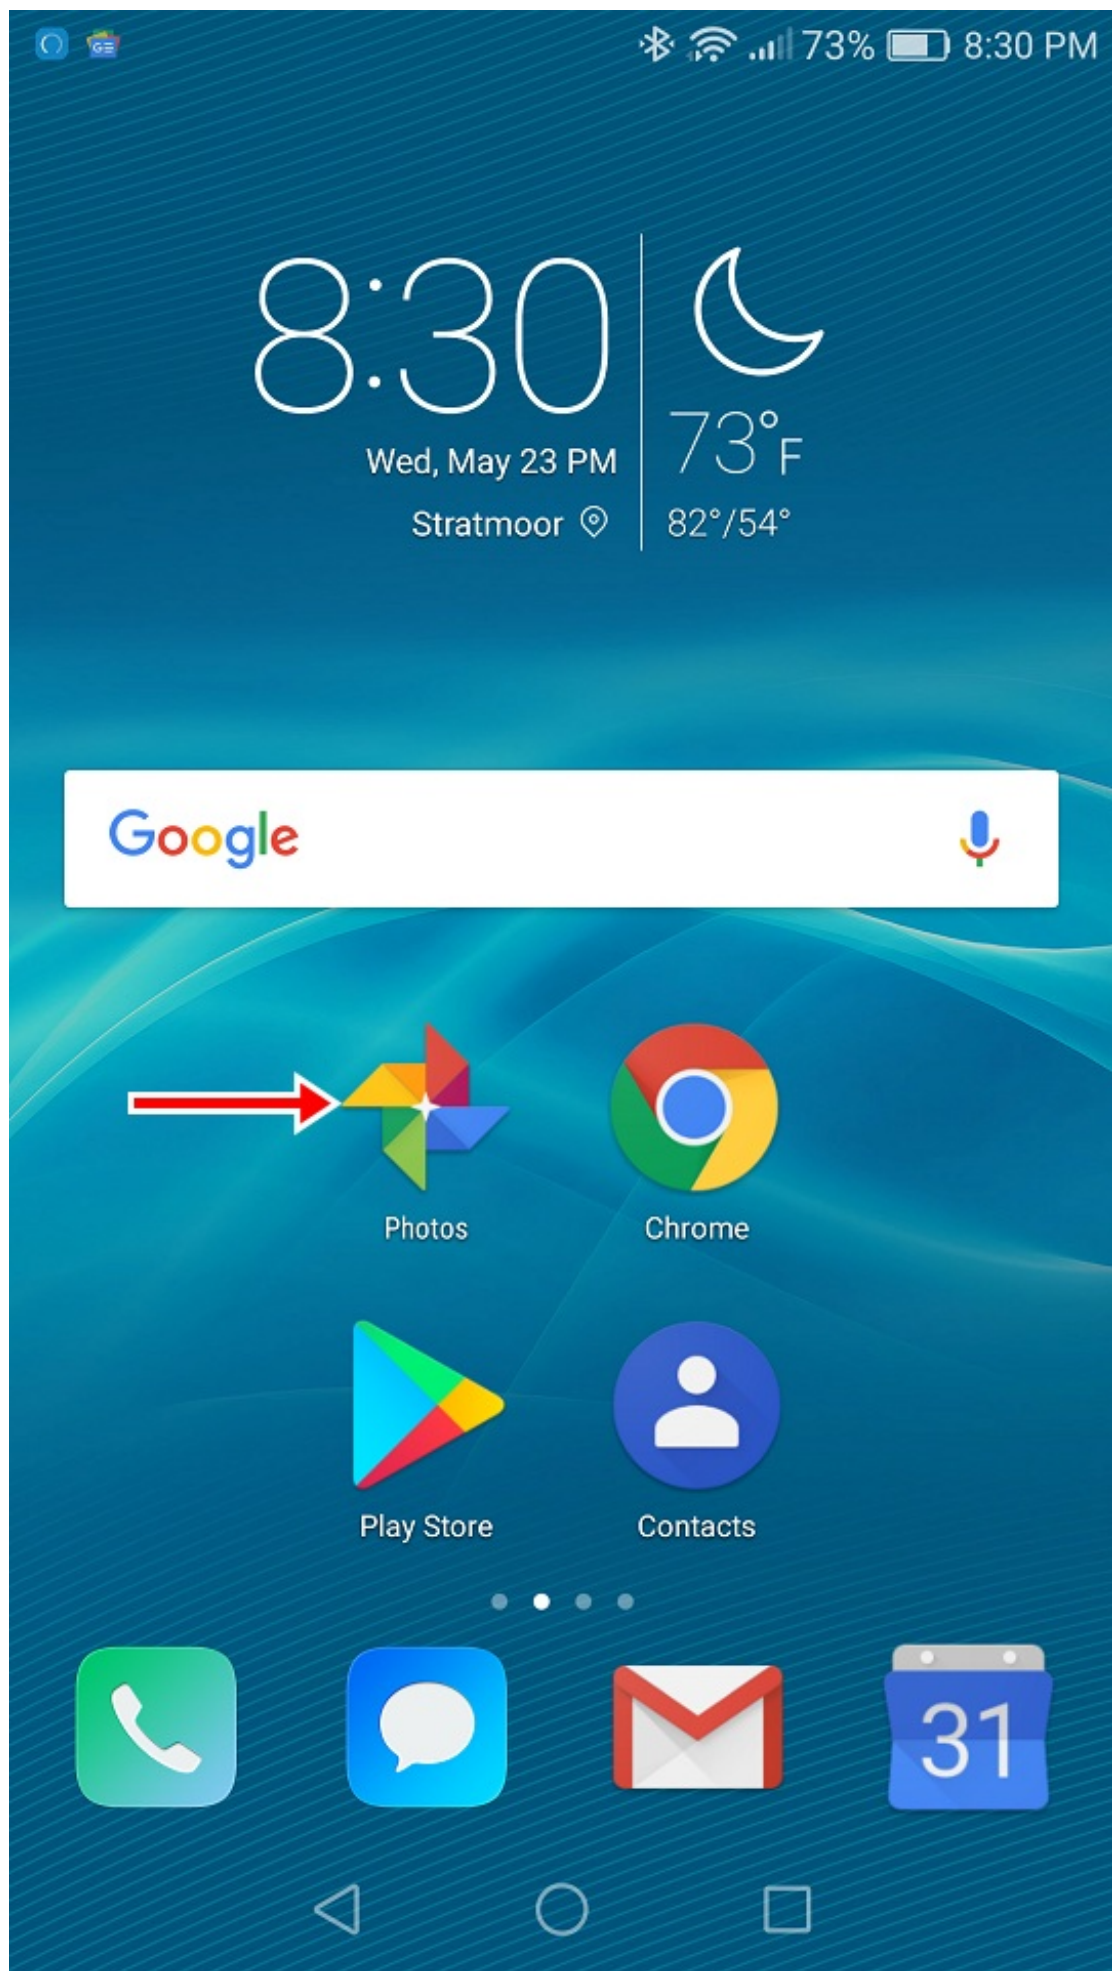 GE
73% 8:30 PM
8:30
Wed, May 23 PM
Stratmoor
73°F
82°/54°
Google
Photos
Chrome
Play Store
Contacts
31